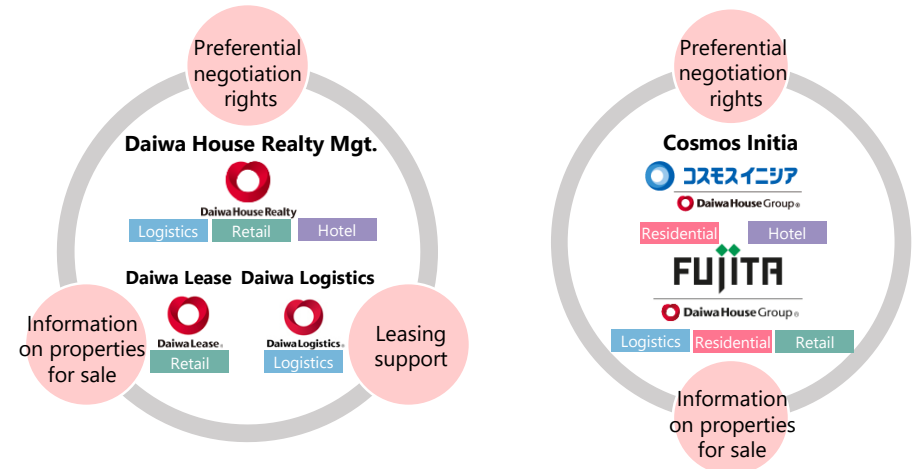 Preferential
negotiation
rights
Daiwa House Realty Mgt.
Daiwa House Realty
Logistics Retail Hotel
Daiwa Lease Daiwa Logistics
Daiwa Lease® Daiwa Logistics®
Retail Logistics
Information
on properties
for sale
Leasing
support
Preferential
negotiation
rights
Cosmos Initia
コスモスイニシア
Daiwa House Group®
Residential Hotel
FUJITA
Daiwa House Group®
Logistics Residential Retail
Information
on properties
for sale